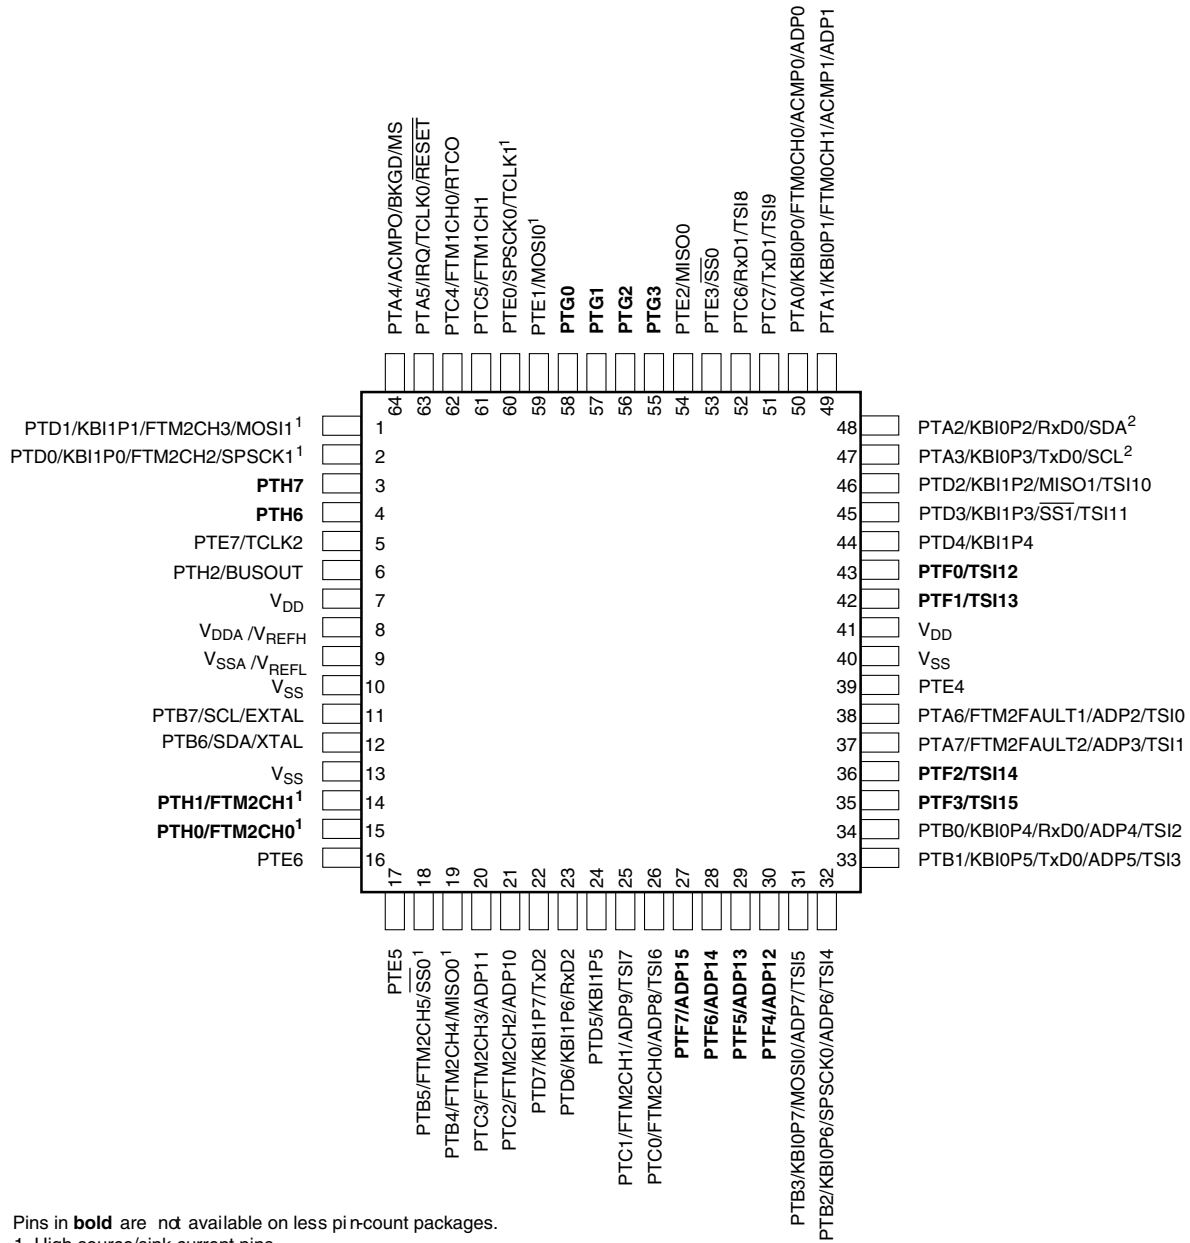 PTA4/ACMPO/BKGD/MS
PTA5/IRQ/TCLK0/RESET
PTC4/FTM1CH0/RTCO
PTC5/FTM1CH1
PTE0/SPSCK0/TCLK1¹
PTE1/MOSI0¹
PTG0
PTG1
PTG2
PTG3
PTE2/MISO0
PTE3/SS0
PTC6/RxD1/TSI8
PTC7/TxD1/TSI9
PTA0/KBI0P0/FTM0CH0/ACMP0/ADP0
PTA1/KBI0P1/FTM0CH1/ACMP1/ADP1
64 63 62 61 60 59 58 57 56 55 54 53 52 51 50 49
PTD1/KBI1P1/FTM2CH3/MOSI1¹ 1
PTD0/KBI1P0/FTM2CH2/SPSCK1¹ 2
PTH7 3
PTH6 4
PTE7/TCLK2 5
PTH2/BUSOUT 6
VDD 7
VDDA /VREFH 8
VSSA /VREFL 9
VSS 10
PTB7/SCL/EXTAL 11
PTB6/SDA/XTAL 12
VSS 13
PTH1/FTM2CH1¹ 14
PTH0/FTM2CH0¹ 15
PTE6 16
48 PTA2/KBI0P2/RxD0/SDA²
47 PTA3/KBI0P3/TxD0/SCL²
46 PTD2/KBI1P2/MISO1/TSI10
45 PTD3/KBI1P3/SS1/TSI11
44 PTD4/KBI1P4
43 PTF0/TSI12
42 PTF1/TSI13
41 VDD
40 VSS
39 PTE4
38 PTA6/FTM2FAULT1/ADP2/TSI0
37 PTA7/FTM2FAULT2/ADP3/TSI1
36 PTF2/TSI14
35 PTF3/TSI15
34 PTB0/KBI0P4/RxD0/ADP4/TSI2
33 PTB1/KBI0P5/TxD0/ADP5/TSI3
17 18 19 20 21 22 23 24 25 26 27 28 29 30 31 32
PTE5
PTB5/FTM2CH5/SS0¹
PTB4/FTM2CH4/MISO0¹
PTC3/FTM2CH3/ADP11
PTC2/FTM2CH2/ADP10
PTD7/KBI1P7/TxD2
PTD6/KBI1P6/RxD2
PTD5/KBI1P5
PTC1/FTM2CH1/ADP9/TSI7
PTC0/FTM2CH0/ADP8/TSI6
PTF7/ADP15
PTF6/ADP14
PTF5/ADP13
PTF4/ADP12
PTB3/KBI0P7/MOSI0/ADP7/TSI5
PTB2/KBI0P6/SPSCK0/ADP6/TSI4
Pins in bold are not available on less pin-count packages.
1. High source/sink current pins